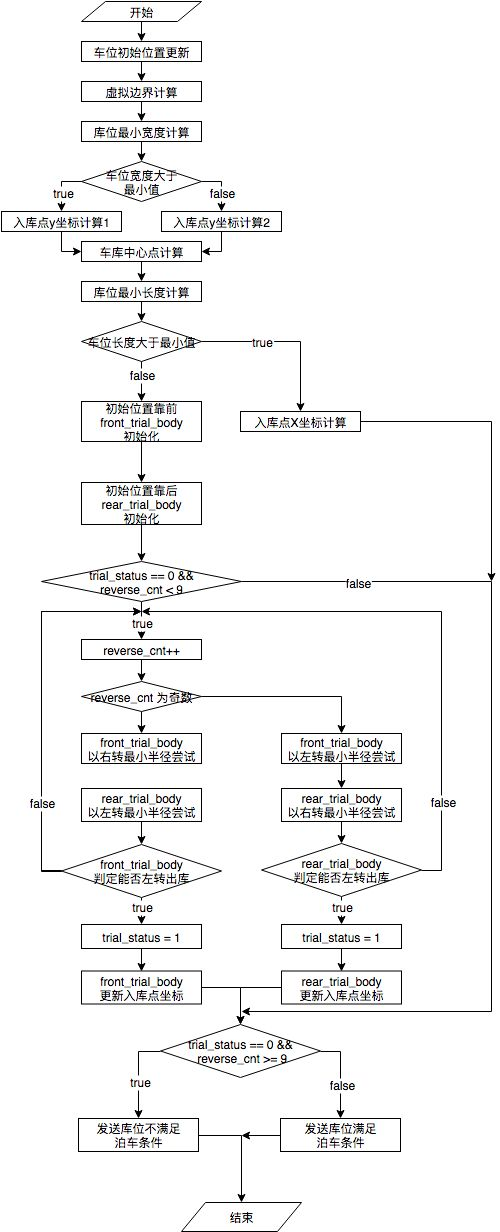 开始
车位初始位置更新
虚拟边界计算
库位最小宽度计算
车位宽度大于
最小值
true
false
入库点y坐标计算1
入库点y坐标计算2
车库中心点计算
库位最小长度计算
车位长度大于最小值
true
false
初始位置靠前
front_trial_body
初始化
入库点X坐标计算
初始位置靠后
rear_trial_body
初始化
trial_status == 0 &&
reverse_cnt < 9
false
true
reverse_cnt++
reverse_cnt 为奇数
front_trial_body
以右转最小半径尝试
front_trial_body
以左转最小半径尝试
rear_trial_body
以左转最小半径尝试
rear_trial_body
以右转最小半径尝试
false
false
front_trial_body
判定能否左转出库
rear_trial_body
判定能否左转出库
true
true
trial_status = 1
trial_status = 1
front_trial_body
更新入库点坐标
rear_trial_body
更新入库点坐标
trial_status == 0 &&
reverse_cnt >= 9
true
false
发送库位不满足
泊车条件
发送库位满足
泊车条件
结束